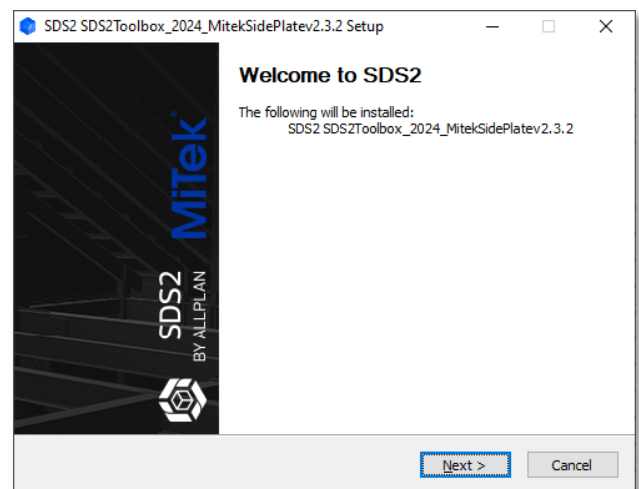 SDS2 SDS2Toolbox_2024_MitekSidePlatev2.3.2 Setup
Welcome to SDS2
The following will be installed:
SDS2 SDS2Toolbox_2024_MitekSidePlatev2.3.2
MiTek
SDS2
BY ALLPLAN
Next >
Cancel